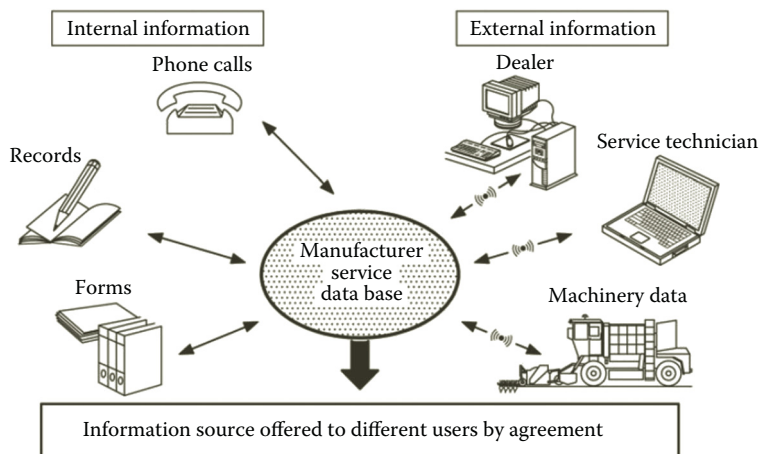 Internal information
External information
Phone calls
Dealer
Records
Service technician
Manufacturer
service
data base
Forms
Machinery data
Information source offered to different users by agreement